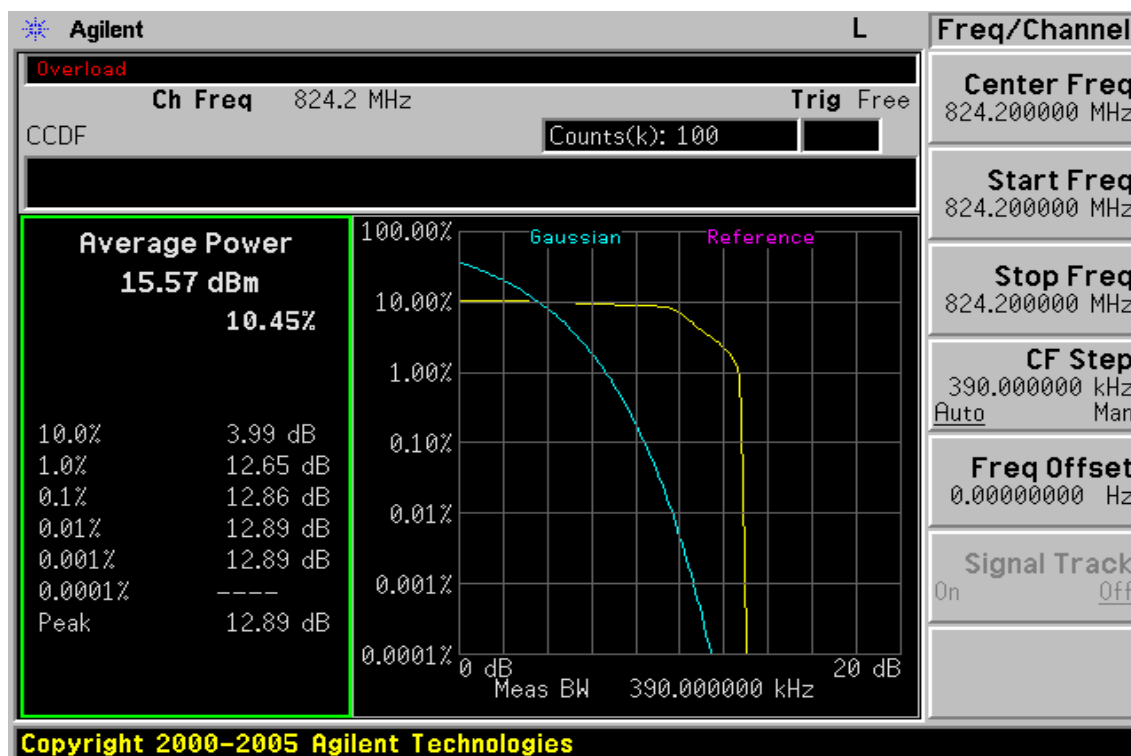 Agilent L Freq/Channel
Overload
Ch Freq 824.2 MHz Trig Free
CCDF Counts(k): 100
Average Power
15.57 dBm
10.45%
10.0% 3.99 dB
1.0% 12.65 dB
0.1% 12.86 dB
0.01% 12.89 dB
0.001% 12.89 dB
0.0001% ----
Peak 12.89 dB
Gaussian Reference
100.00%
10.00%
1.00%
0.10%
0.01%
0.001%
0.0001%
0 dB 20 dB
Meas BW 390.000000 kHz
Center Freq
824.200000 MHz
Start Freq
824.200000 MHz
Stop Freq
824.200000 MHz
CF Step
390.000000 kHz
Auto Man
Freq Offset
0.00000000 Hz
Signal Track
On Off
Copyright 2000-2005 Agilent Technologies